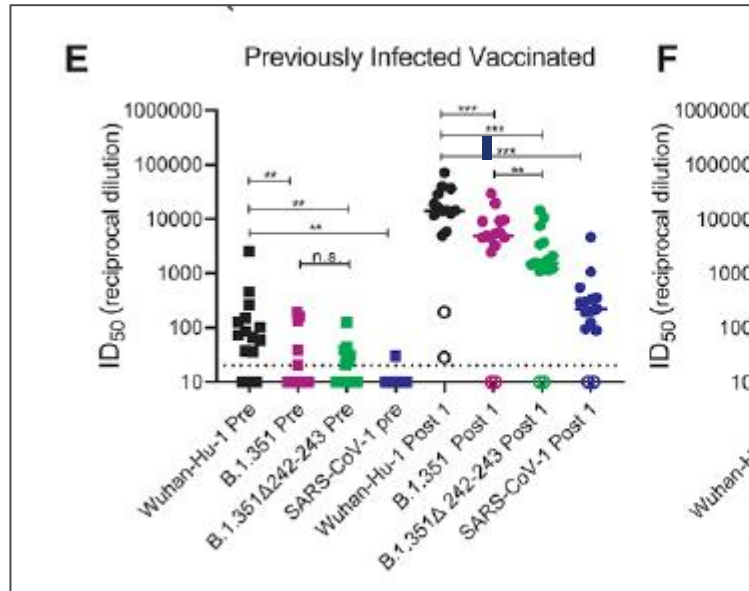 E
Previously Infected Vaccinated
F
ID50 (reciprocal dilution)
1000000
100000
10000
1000
100
10
***
***
***
**
**
**
**
n.s.
Wuhan-Hu-1 Pre
B.1.351 Pre
B.1.351Δ242-243 Pre
SARS-CoV-1 pre
Wuhan-Hu-1 Post 1
B.1.351 Post 1
B.1.351Δ 242-243 Post 1
SARS-CoV-1 Post 1
ID50 (reciprocal dilution)
1000000
100000
10000
1000
100
10
Wuhan-H